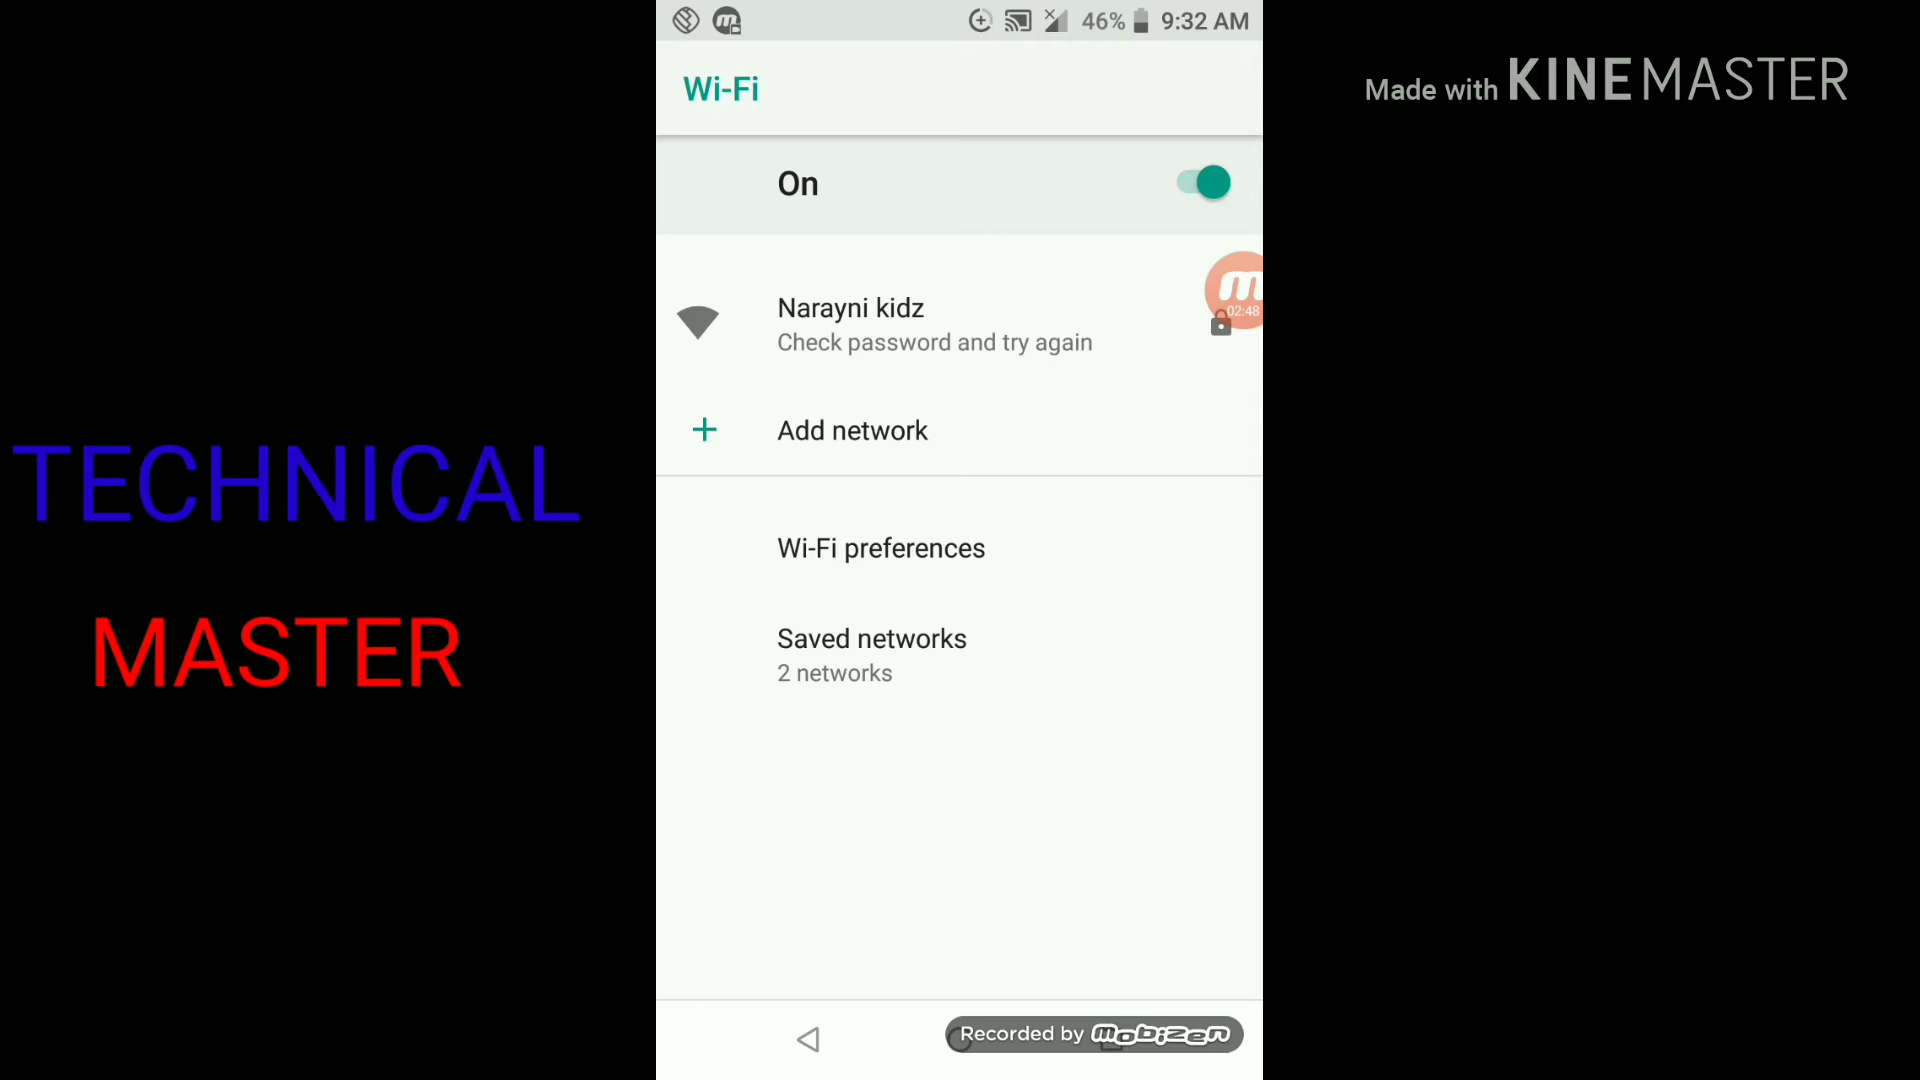 46% 9:32 AM
Wi-Fi
Made with KINEMASTER
On
Narayni kidz
02:48
Check password and try again
Add network
TECHNICAL
Wi-Fi preferences
MASTER
Saved networks
2 networks
Recorded by mobizen